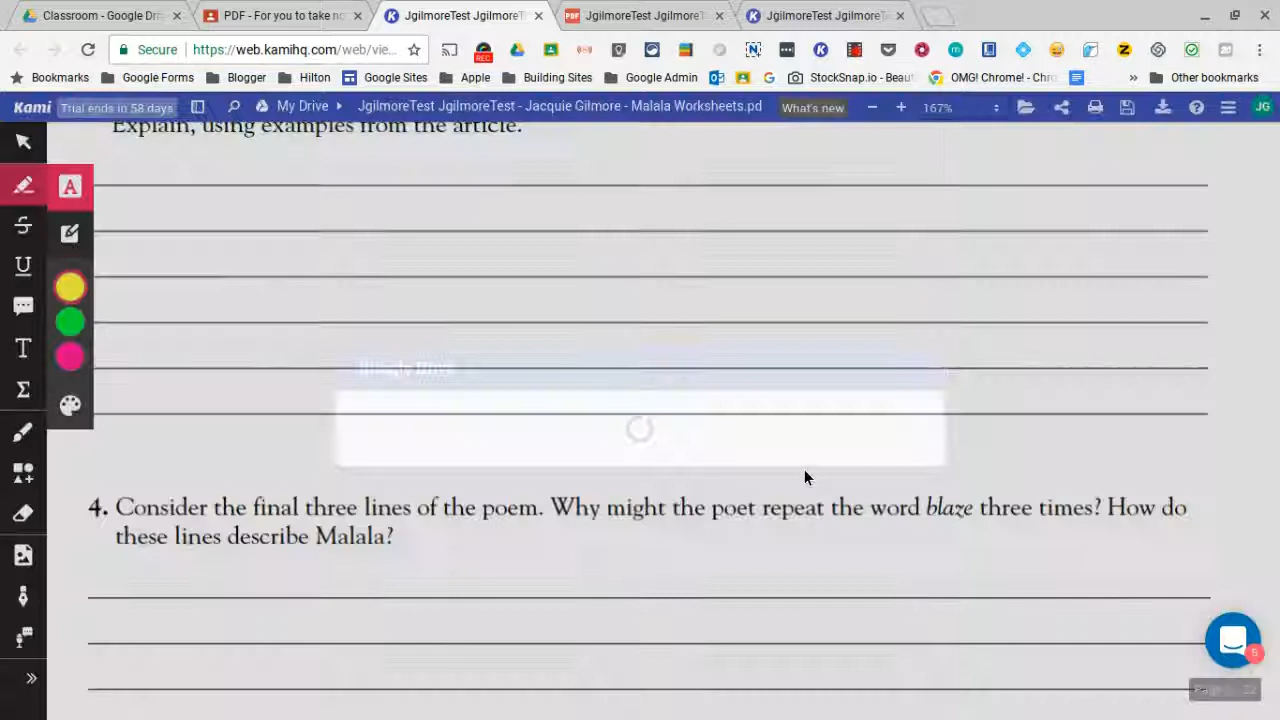 Classroom - Google Dri
PDF - For you to take no
JgilmoreTest JgilmoreT
JgilmoreTest JgilmoreT
JgilmoreTest JgilmoreT
Secure
https://web.kamihq.com/web/vie...
REC
Bookmarks
Google Forms
Blogger
Hilton
Google Sites
Apple
Building Sites
Google Admin
StockSnap.io - Beaut
OMG! Chrome! - Chro
»
Other bookmarks
Kami
Trial ends in 58 days
My Drive
JgilmoreTest JgilmoreTest - Jacquie Gilmore - Malala Worksheets.pd
What's new
167%
JG
Explain, using examples from the article.
4. Consider the final three lines of the poem. Why might the poet repeat the word blaze three times? How do
these lines describe Malala?
5